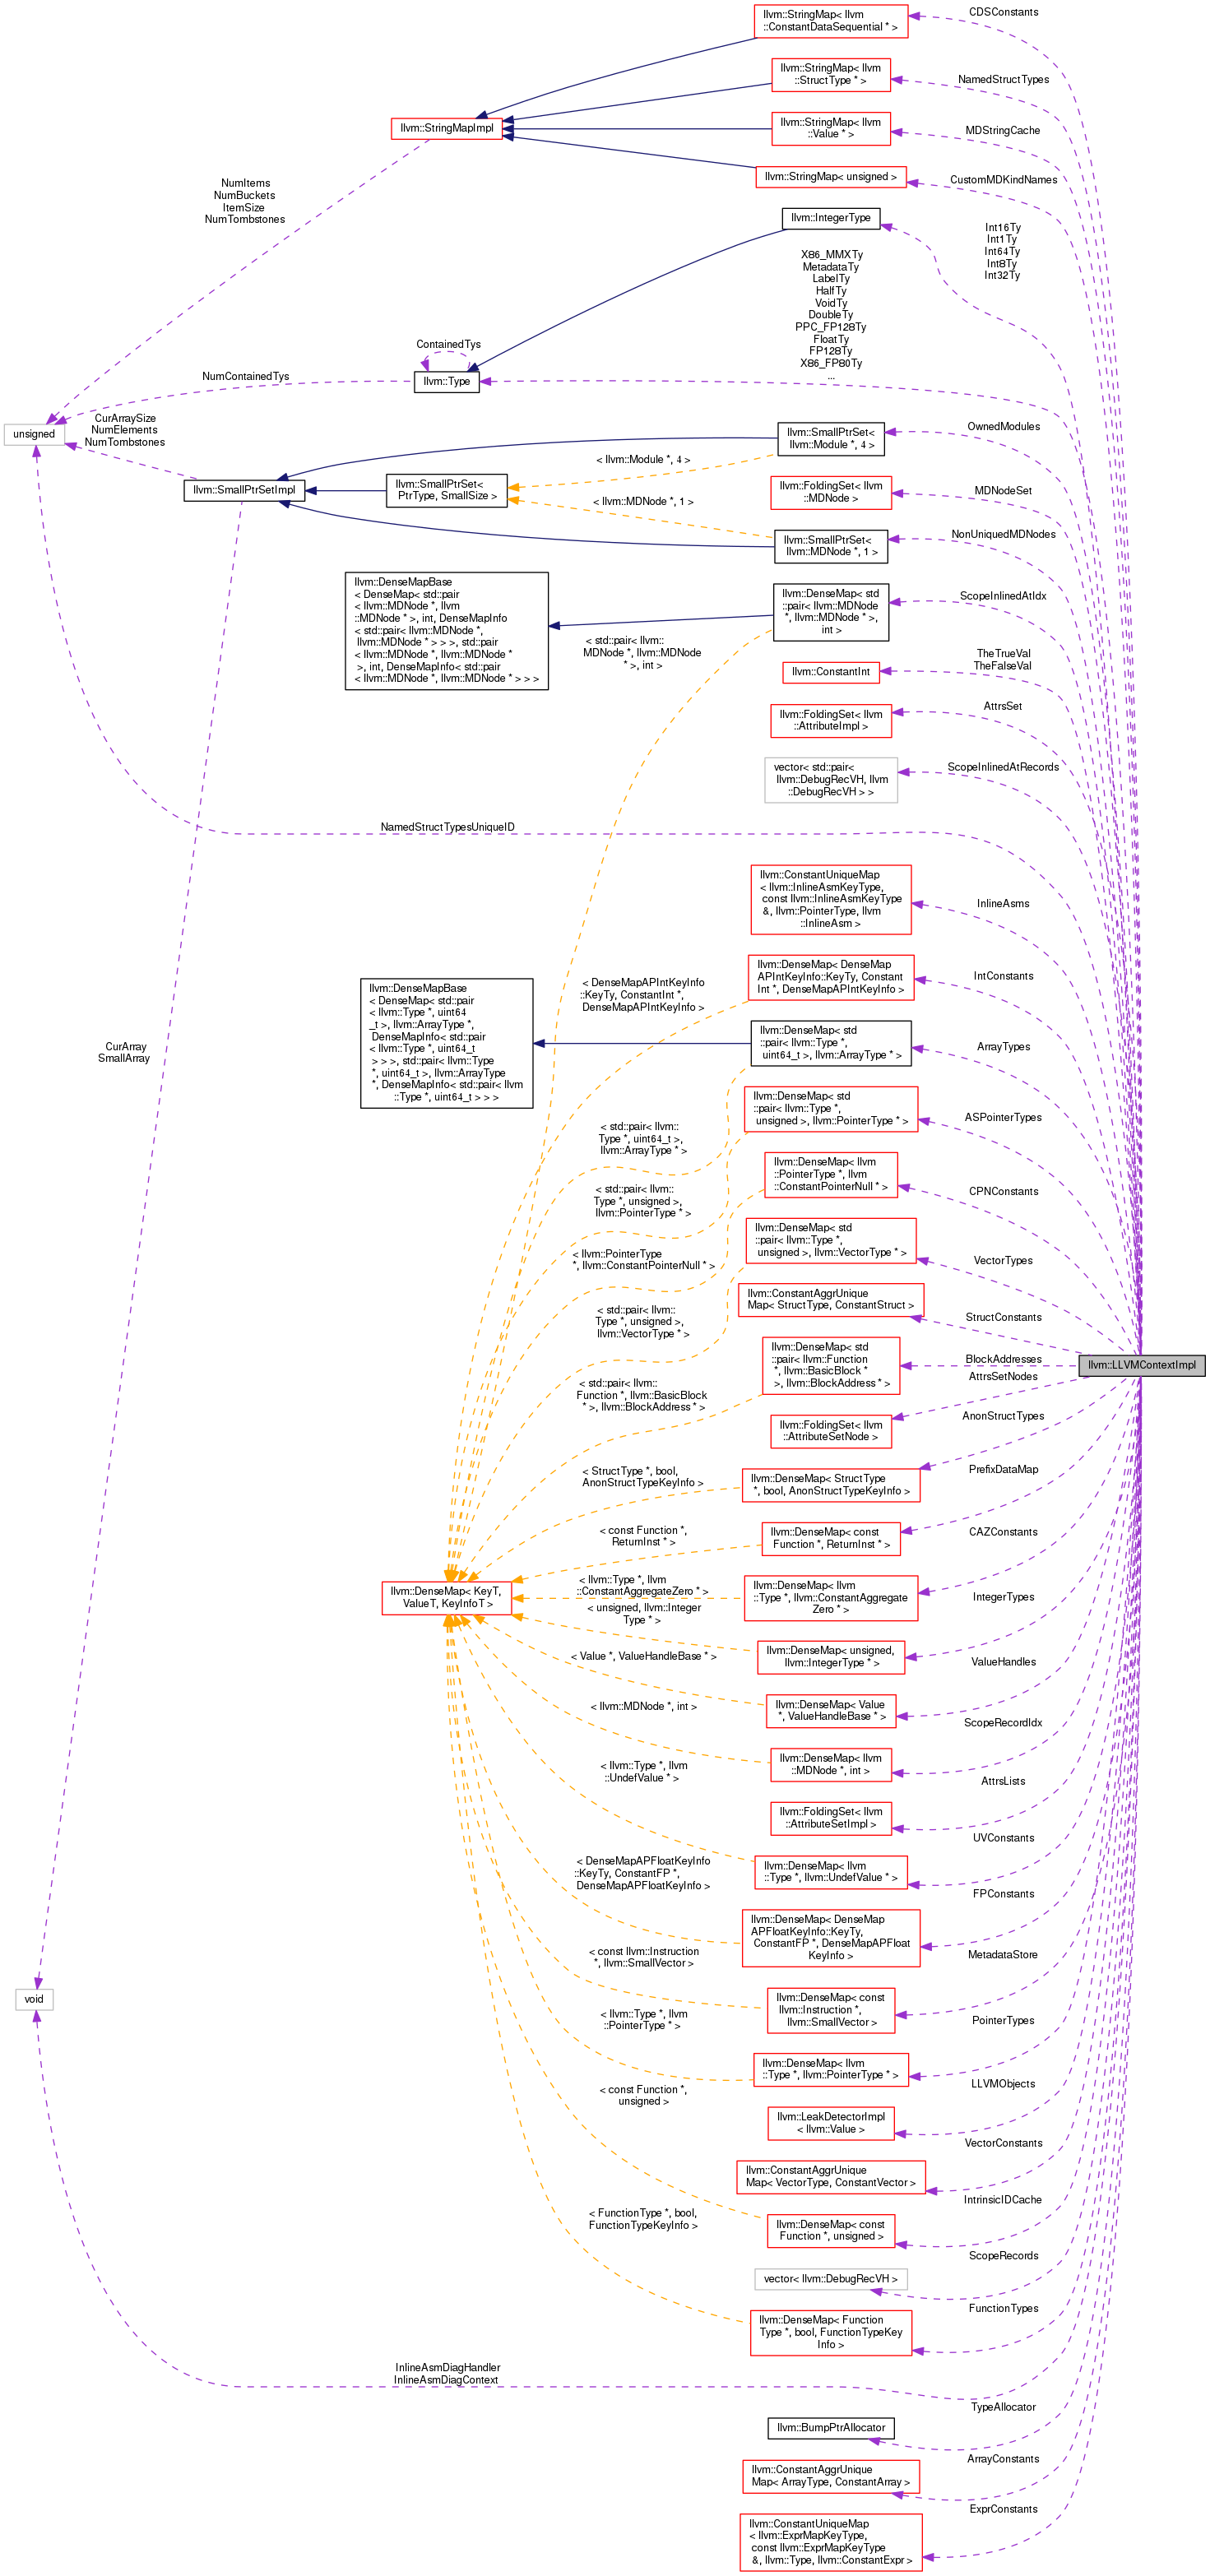 llvm::StringMap< llvm
::ConstantDataSequential * >
CDSConstants
llvm::StringMap< llvm
::StructType * >
NamedStructTypes
llvm::StringMapImpl
llvm::StringMap< llvm
::Value * >
MDStringCache
llvm::StringMap< unsigned >
CustomMDKindNames
NumItems
NumBuckets
ItemSize
NumTombstones
llvm::IntegerType
Int16Ty
Int1Ty
Int64Ty
Int8Ty
Int32Ty
X86_MMXTy
MetadataTy
LabelTy
HalfTy
VoidTy
DoubleTy
PPC_FP128Ty
FloatTy
FP128Ty
X86_FP80Ty
...
ContainedTys
llvm::Type
NumContainedTys
unsigned
CurArraySize
NumElements
NumTombstones
llvm::SmallPtrSet<
llvm::Module *, 4 >
OwnedModules
< llvm::Module *, 4 >
llvm::SmallPtrSetImpl
llvm::SmallPtrSet<
PtrType, SmallSize >
llvm::FoldingSet< llvm
::MDNode >
MDNodeSet
< llvm::MDNode *, 1 >
llvm::SmallPtrSet<
llvm::MDNode *, 1 >
NonUniquedMDNodes
llvm::DenseMapBase
< DenseMap< std::pair
< llvm::MDNode *, llvm
::MDNode * >, int, DenseMapInfo
< std::pair< llvm::MDNode *,
llvm::MDNode * > > >, std::pair
< llvm::MDNode *, llvm::MDNode *
>, int, DenseMapInfo< std::pair
< llvm::MDNode *, llvm::MDNode * > > >
< std::pair< llvm::
MDNode *, llvm::MDNode
* >, int >
llvm::DenseMap< std
::pair< llvm::MDNode
*, llvm::MDNode * >,
int >
ScopeInlinedAtIdx
llvm::ConstantInt
TheTrueVal
TheFalseVal
llvm::FoldingSet< llvm
::AttributeImpl >
AttrsSet
vector< std::pair<
llvm::DebugRecVH, llvm
::DebugRecVH > >
ScopeInlinedAtRecords
NamedStructTypesUniqueID
llvm::ConstantUniqueMap
< llvm::InlineAsmKeyType,
const llvm::InlineAsmKeyType
&, llvm::PointerType, llvm
::InlineAsm >
InlineAsms
< DenseMapAPIntKeyInfo
::KeyTy, ConstantInt *,
DenseMapAPIntKeyInfo >
llvm::DenseMap< DenseMap
APIntKeyInfo::KeyTy, Constant
Int *, DenseMapAPIntKeyInfo >
IntConstants
llvm::DenseMapBase
< DenseMap< std::pair
< llvm::Type *, uint64
_t >, llvm::ArrayType *,
DenseMapInfo< std::pair
< llvm::Type *, uint64_t
> > >, std::pair< llvm::Type
*, uint64_t >, llvm::ArrayType
*, DenseMapInfo< std::pair< llvm
::Type *, uint64_t > > >
llvm::DenseMap< std
::pair< llvm::Type *,
uint64_t >, llvm::ArrayType * >
ArrayTypes
CurArray
SmallArray
llvm::DenseMap< std
::pair< llvm::Type *,
unsigned >, llvm::PointerType * >
ASPointerTypes
< std::pair< llvm::
Type *, uint64_t >,
llvm::ArrayType * >
llvm::DenseMap< llvm
::PointerType *, llvm
::ConstantPointerNull * >
CPNConstants
< std::pair< llvm::
Type *, unsigned >,
llvm::PointerType * >
llvm::DenseMap< std
::pair< llvm::Type *,
unsigned >, llvm::VectorType * >
VectorTypes
< llvm::PointerType
*, llvm::ConstantPointerNull * >
llvm::ConstantAggrUnique
Map< StructType, ConstantStruct >
StructConstants
< std::pair< llvm::
Type *, unsigned >,
llvm::VectorType * >
llvm::DenseMap< std
::pair< llvm::Function
*, llvm::BasicBlock *
>, llvm::BlockAddress * >
BlockAddresses
llvm::LLVMContextImpl
AttrsSetNodes
< std::pair< llvm::
Function *, llvm::BasicBlock
* >, llvm::BlockAddress * >
llvm::FoldingSet< llvm
::AttributeSetNode >
AnonStructTypes
< StructType *, bool,
AnonStructTypeKeyInfo >
llvm::DenseMap< StructType
*, bool, AnonStructTypeKeyInfo >
PrefixDataMap
< const Function *,
ReturnInst * >
llvm::DenseMap< const
Function *, ReturnInst * >
CAZConstants
llvm::DenseMap< KeyT,
ValueT, KeyInfoT >
< llvm::Type *, llvm
::ConstantAggregateZero * >
llvm::DenseMap< llvm
::Type *, llvm::ConstantAggregate
Zero * >
IntegerTypes
< unsigned, llvm::Integer
Type * >
llvm::DenseMap< unsigned,
llvm::IntegerType * >
ValueHandles
< Value *, ValueHandleBase * >
llvm::DenseMap< Value
*, ValueHandleBase * >
ScopeRecordIdx
< llvm::MDNode *, int >
llvm::DenseMap< llvm
::MDNode *, int >
AttrsLists
< llvm::Type *, llvm
::UndefValue * >
llvm::FoldingSet< llvm
::AttributeSetImpl >
UVConstants
llvm::DenseMap< llvm
::Type *, llvm::UndefValue * >
FPConstants
< DenseMapAPFloatKeyInfo
::KeyTy, ConstantFP *,
DenseMapAPFloatKeyInfo >
llvm::DenseMap< DenseMap
APFloatKeyInfo::KeyTy,
ConstantFP *, DenseMapAPFloat
KeyInfo >
MetadataStore
< const llvm::Instruction
*, llvm::SmallVector >
llvm::DenseMap< const
llvm::Instruction *,
llvm::SmallVector >
PointerTypes
void
< llvm::Type *, llvm
::PointerType * >
llvm::DenseMap< llvm
::Type *, llvm::PointerType * >
LLVMObjects
< const Function *,
unsigned >
llvm::LeakDetectorImpl
< llvm::Value >
VectorConstants
llvm::ConstantAggrUnique
Map< VectorType, ConstantVector >
IntrinsicIDCache
< FunctionType *, bool,
FunctionTypeKeyInfo >
llvm::DenseMap< const
Function *, unsigned >
ScopeRecords
vector< llvm::DebugRecVH >
FunctionTypes
llvm::DenseMap< Function
Type *, bool, FunctionTypeKey
Info >
InlineAsmDiagHandler
InlineAsmDiagContext
TypeAllocator
llvm::BumpPtrAllocator
ArrayConstants
llvm::ConstantAggrUnique
Map< ArrayType, ConstantArray >
ExprConstants
llvm::ConstantUniqueMap
< llvm::ExprMapKeyType,
const llvm::ExprMapKeyType
&, llvm::Type, llvm::ConstantExpr >